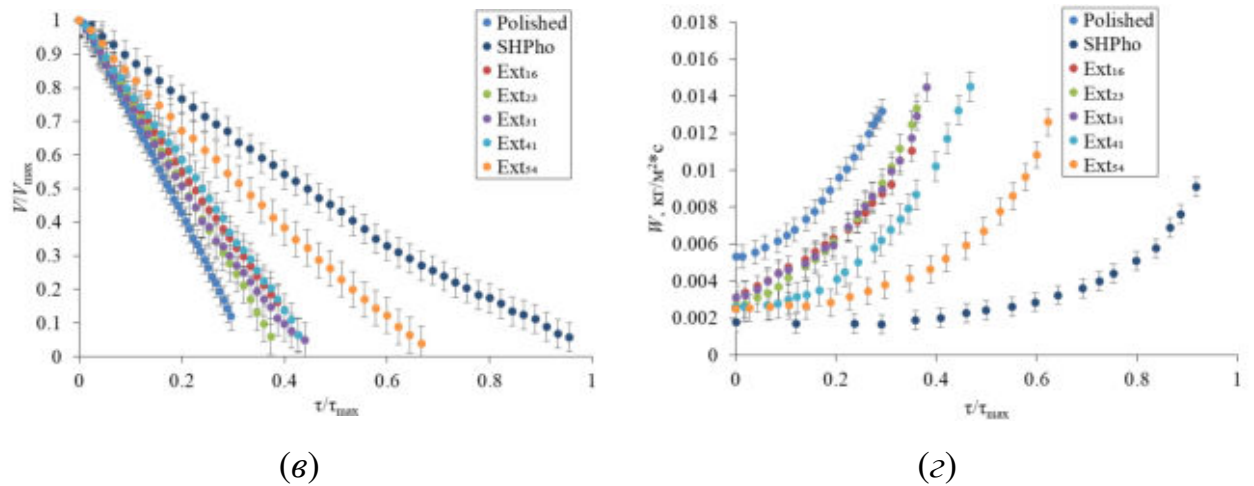 1
0.9
0.8
0.7
0.6
0.5
0.4
0.3
0.2
0.1
0
V/Vmax
0 0.2 0.4 0.6 0.8 1
τ/τmax
Polished
SHPho
Ext16
Ext23
Ext31
Ext41
Ext54
(в)
0.018
0.016
0.014
0.012
0.010
0.008
0.006
0.004
0.002
0
W, кг/м²*с
0 0.2 0.4 0.6 0.8 1
τ/τmax
Polished
SHPho
Ext16
Ext23
Ext31
Ext41
Ext54
(г)